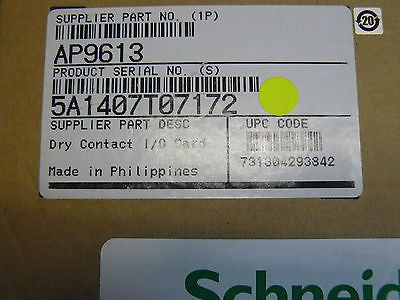 SUPPLIER PART NO. (1P)
20
AP9613
PRODUCT SERIAL NO. (S)
5A1407T07172
SUPPLIER PART DESC
UPC CODE
Dry Contact I/O Card
731304293842
Made in Philippines
Schneide